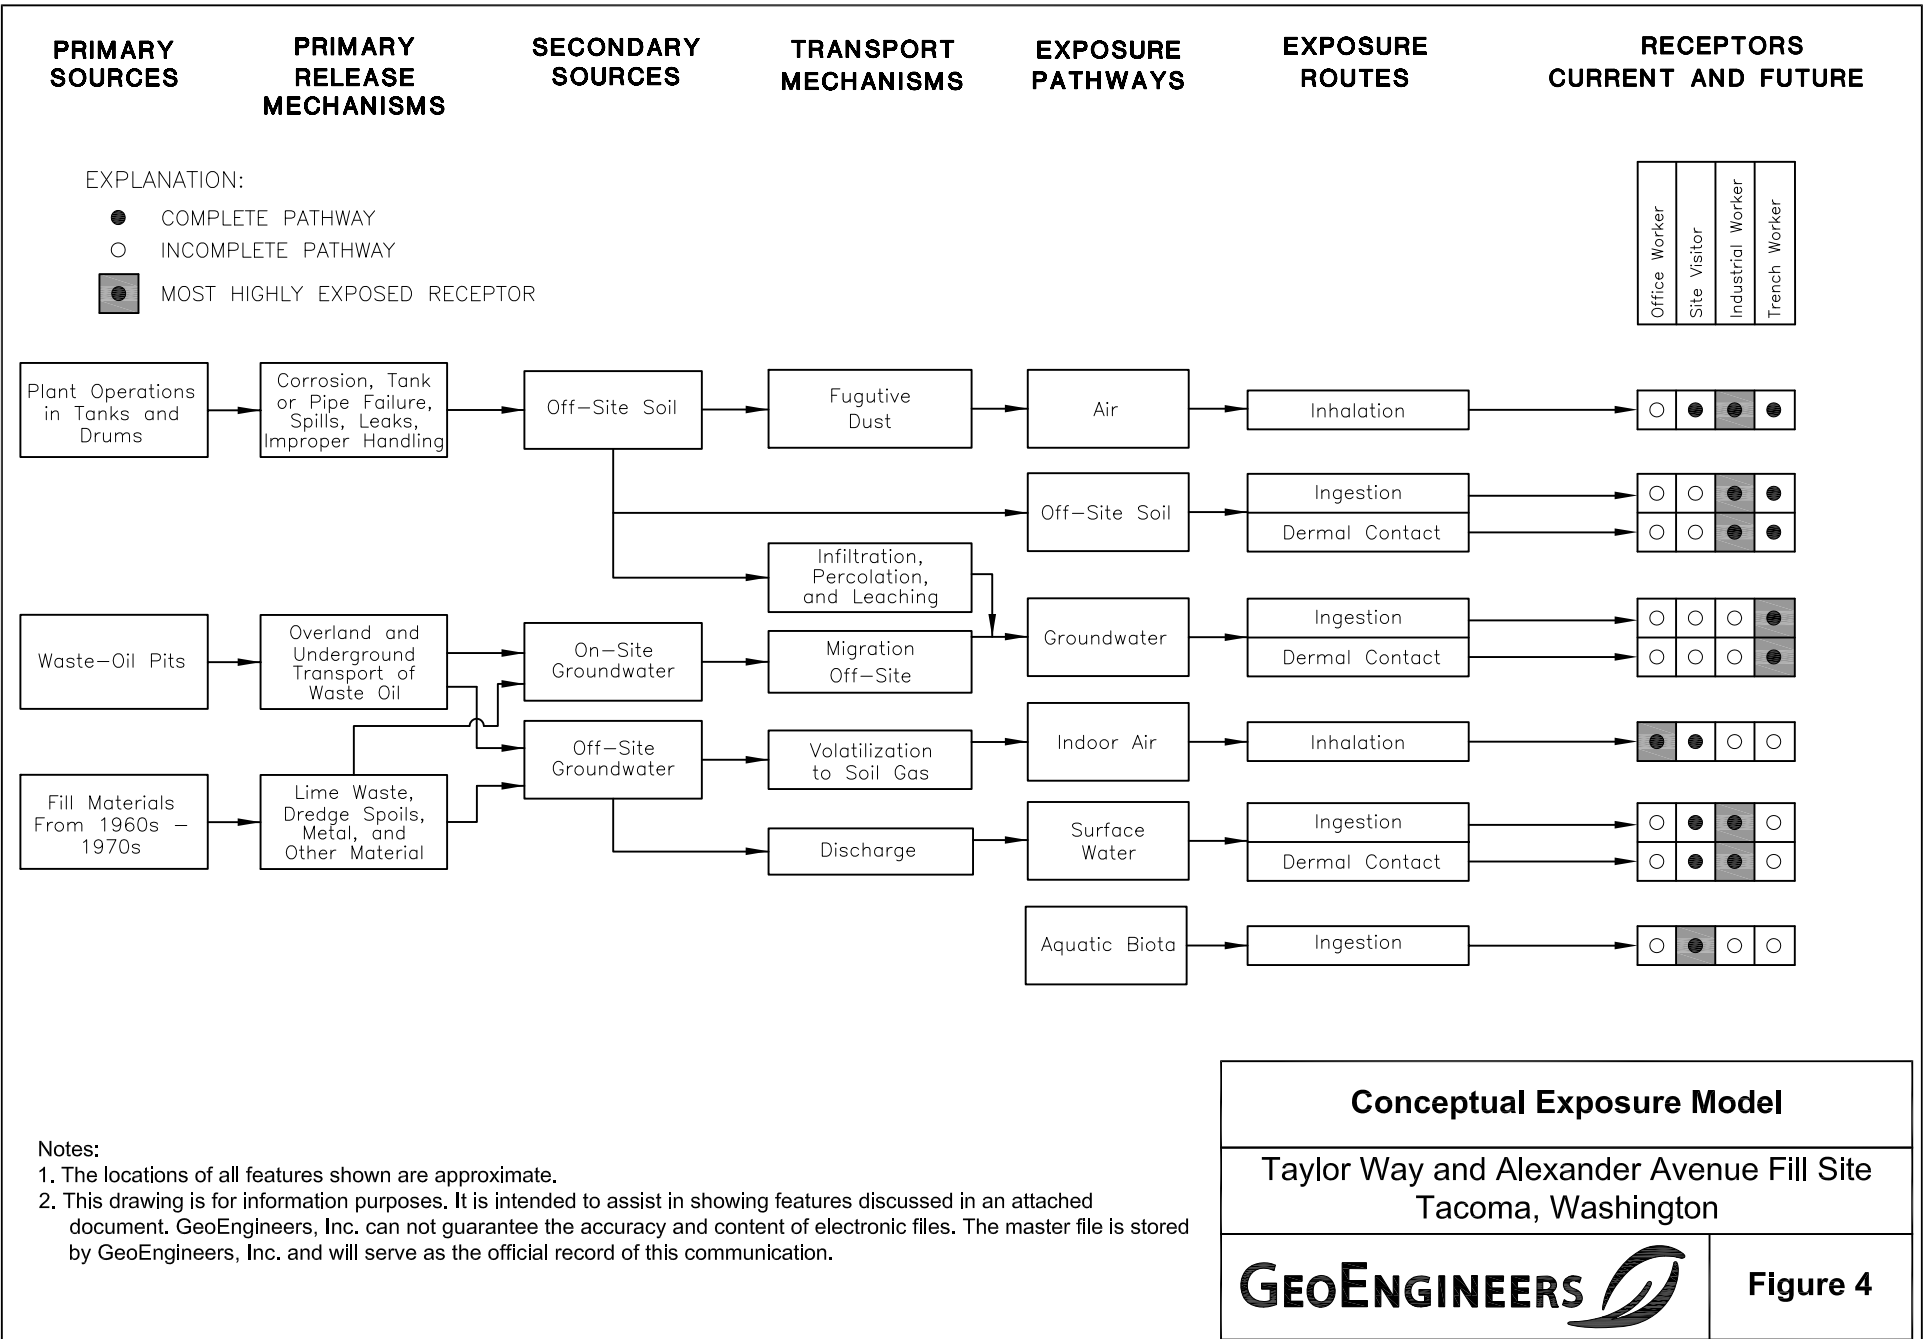 PRIMARY
SOURCES
PRIMARY
RELEASE
MECHANISMS
SECONDARY
SOURCES
TRANSPORT
MECHANISMS
EXPOSURE
PATHWAYS
EXPOSURE
ROUTES
RECEPTORS
CURRENT AND FUTURE
EXPLANATION:
COMPLETE PATHWAY
INCOMPLETE PATHWAY
MOST HIGHLY EXPOSED RECEPTOR
Office Worker
Site Visitor
Industrial Worker
Trench Worker
Plant Operations
in Tanks and
Drums
Corrosion, Tank
or Pipe Failure,
Spills, Leaks,
Improper Handling
Off-Site Soil
Fugutive
Dust
Air
Inhalation
Off-Site Soil
Ingestion
Dermal Contact
Infiltration,
Percolation,
and Leaching
Waste-Oil Pits
Overland and
Underground
Transport of
Waste Oil
On-Site
Groundwater
Migration
Off-Site
Groundwater
Ingestion
Dermal Contact
Off-Site
Groundwater
Volatilization
to Soil Gas
Indoor Air
Inhalation
Fill Materials
From 1960s -
1970s
Lime Waste,
Dredge Spoils,
Metal, and
Other Material
Discharge
Surface
Water
Ingestion
Dermal Contact
Aquatic Biota
Ingestion
Notes:
1. The locations of all features shown are approximate.
2. This drawing is for information purposes. It is intended to assist in showing features discussed in an attached
document. GeoEngineers, Inc. can not guarantee the accuracy and content of electronic files. The master file is stored
by GeoEngineers, Inc. and will serve as the official record of this communication.
Conceptual Exposure Model
Taylor Way and Alexander Avenue Fill Site
Tacoma, Washington
GEOENGINEERS
Figure 4